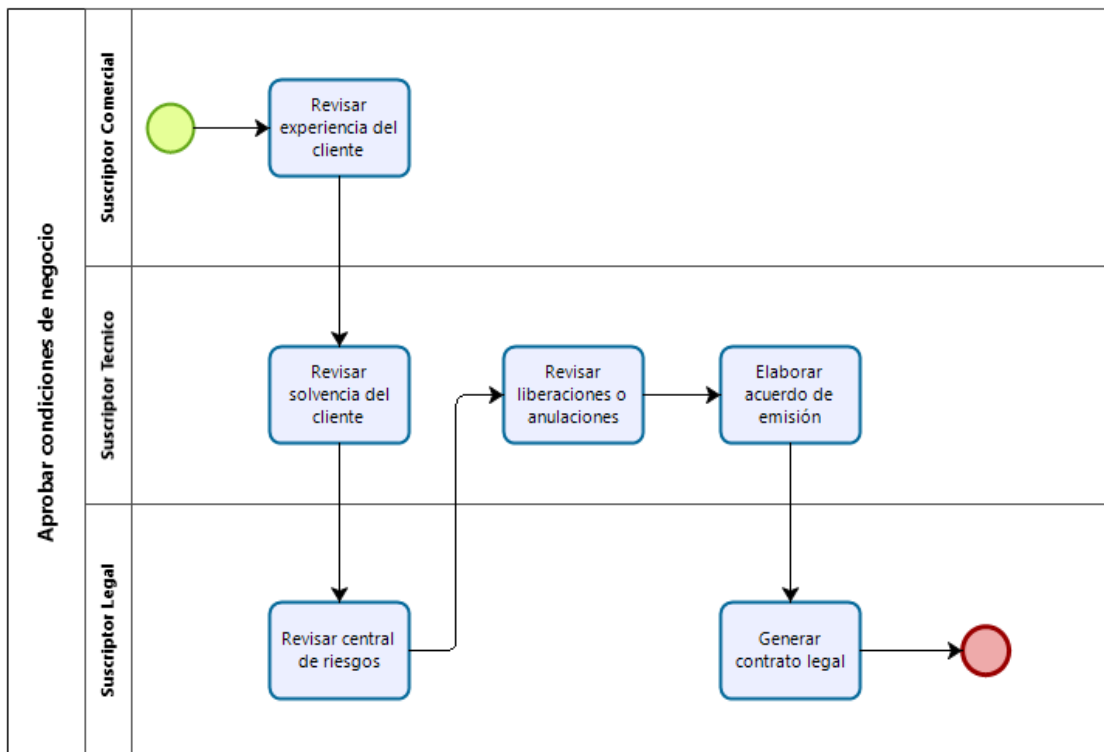 Aprobar condiciones de negocio
Suscriptor Comercial
Revisar
experiencia del
cliente
Suscriptor Tecnico
Revisar
solvencia del
cliente
Revisar
liberaciones o
anulaciones
Elaborar
acuerdo de
emisión
Suscriptor Legal
Revisar central
de riesgos
Generar
contrato legal